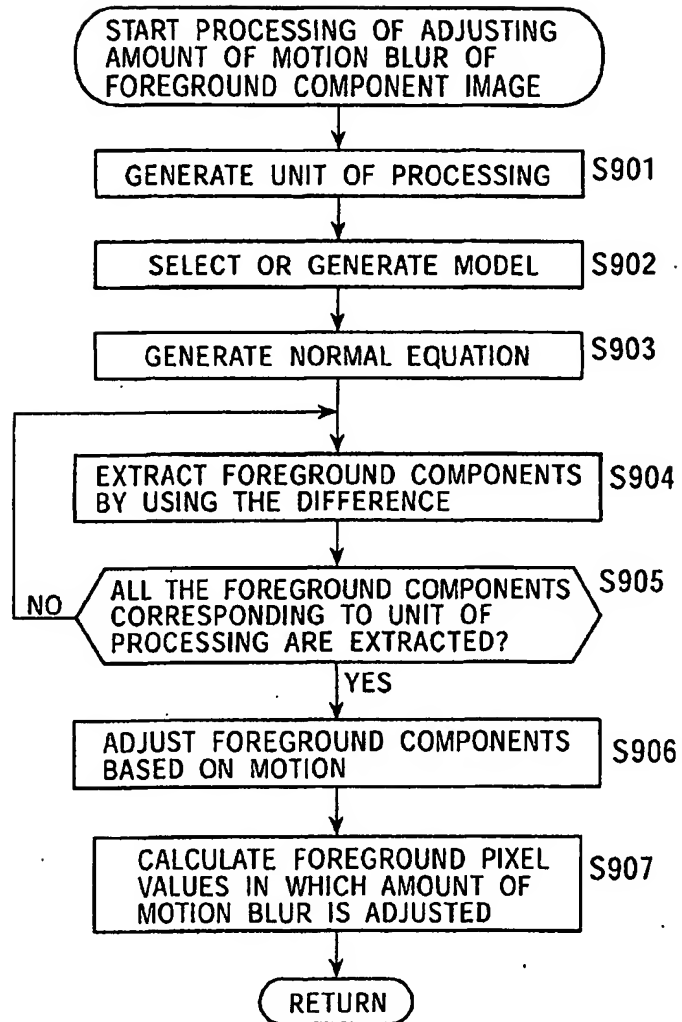 START PROCESSING OF ADJUSTING
AMOUNT OF MOTION BLUR OF
FOREGROUND COMPONENT IMAGE
GENERATE UNIT OF PROCESSING
S901
SELECT OR GENERATE MODEL
S902
GENERATE NORMAL EQUATION
S903
EXTRACT FOREGROUND COMPONENTS
BY USING THE DIFFERENCE
S904
ALL THE FOREGROUND COMPONENTS
CORRESPONDING TO UNIT OF
PROCESSING ARE EXTRACTED?
S905
NO
YES
ADJUST FOREGROUND COMPONENTS
BASED ON MOTION
S906
CALCULATE FOREGROUND PIXEL
VALUES IN WHICH AMOUNT OF
MOTION BLUR IS ADJUSTED
S907
RETURN